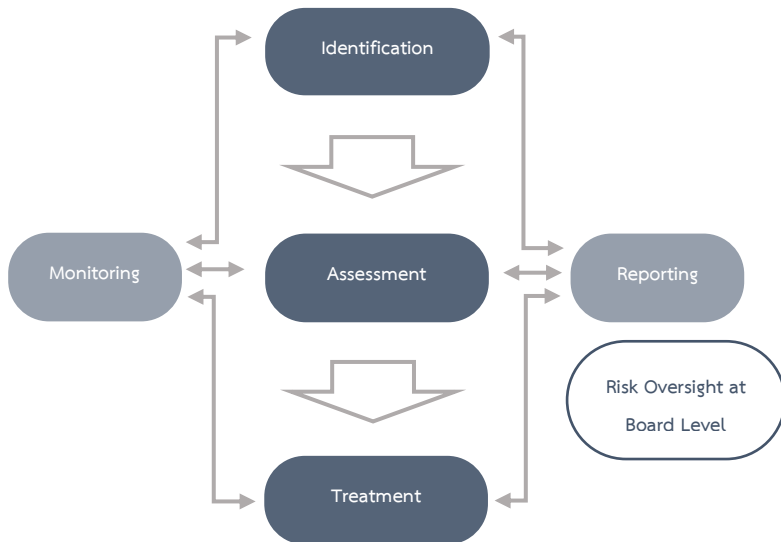 Identification
Monitoring
Assessment
Reporting
Risk Oversight at
Board Level
Treatment